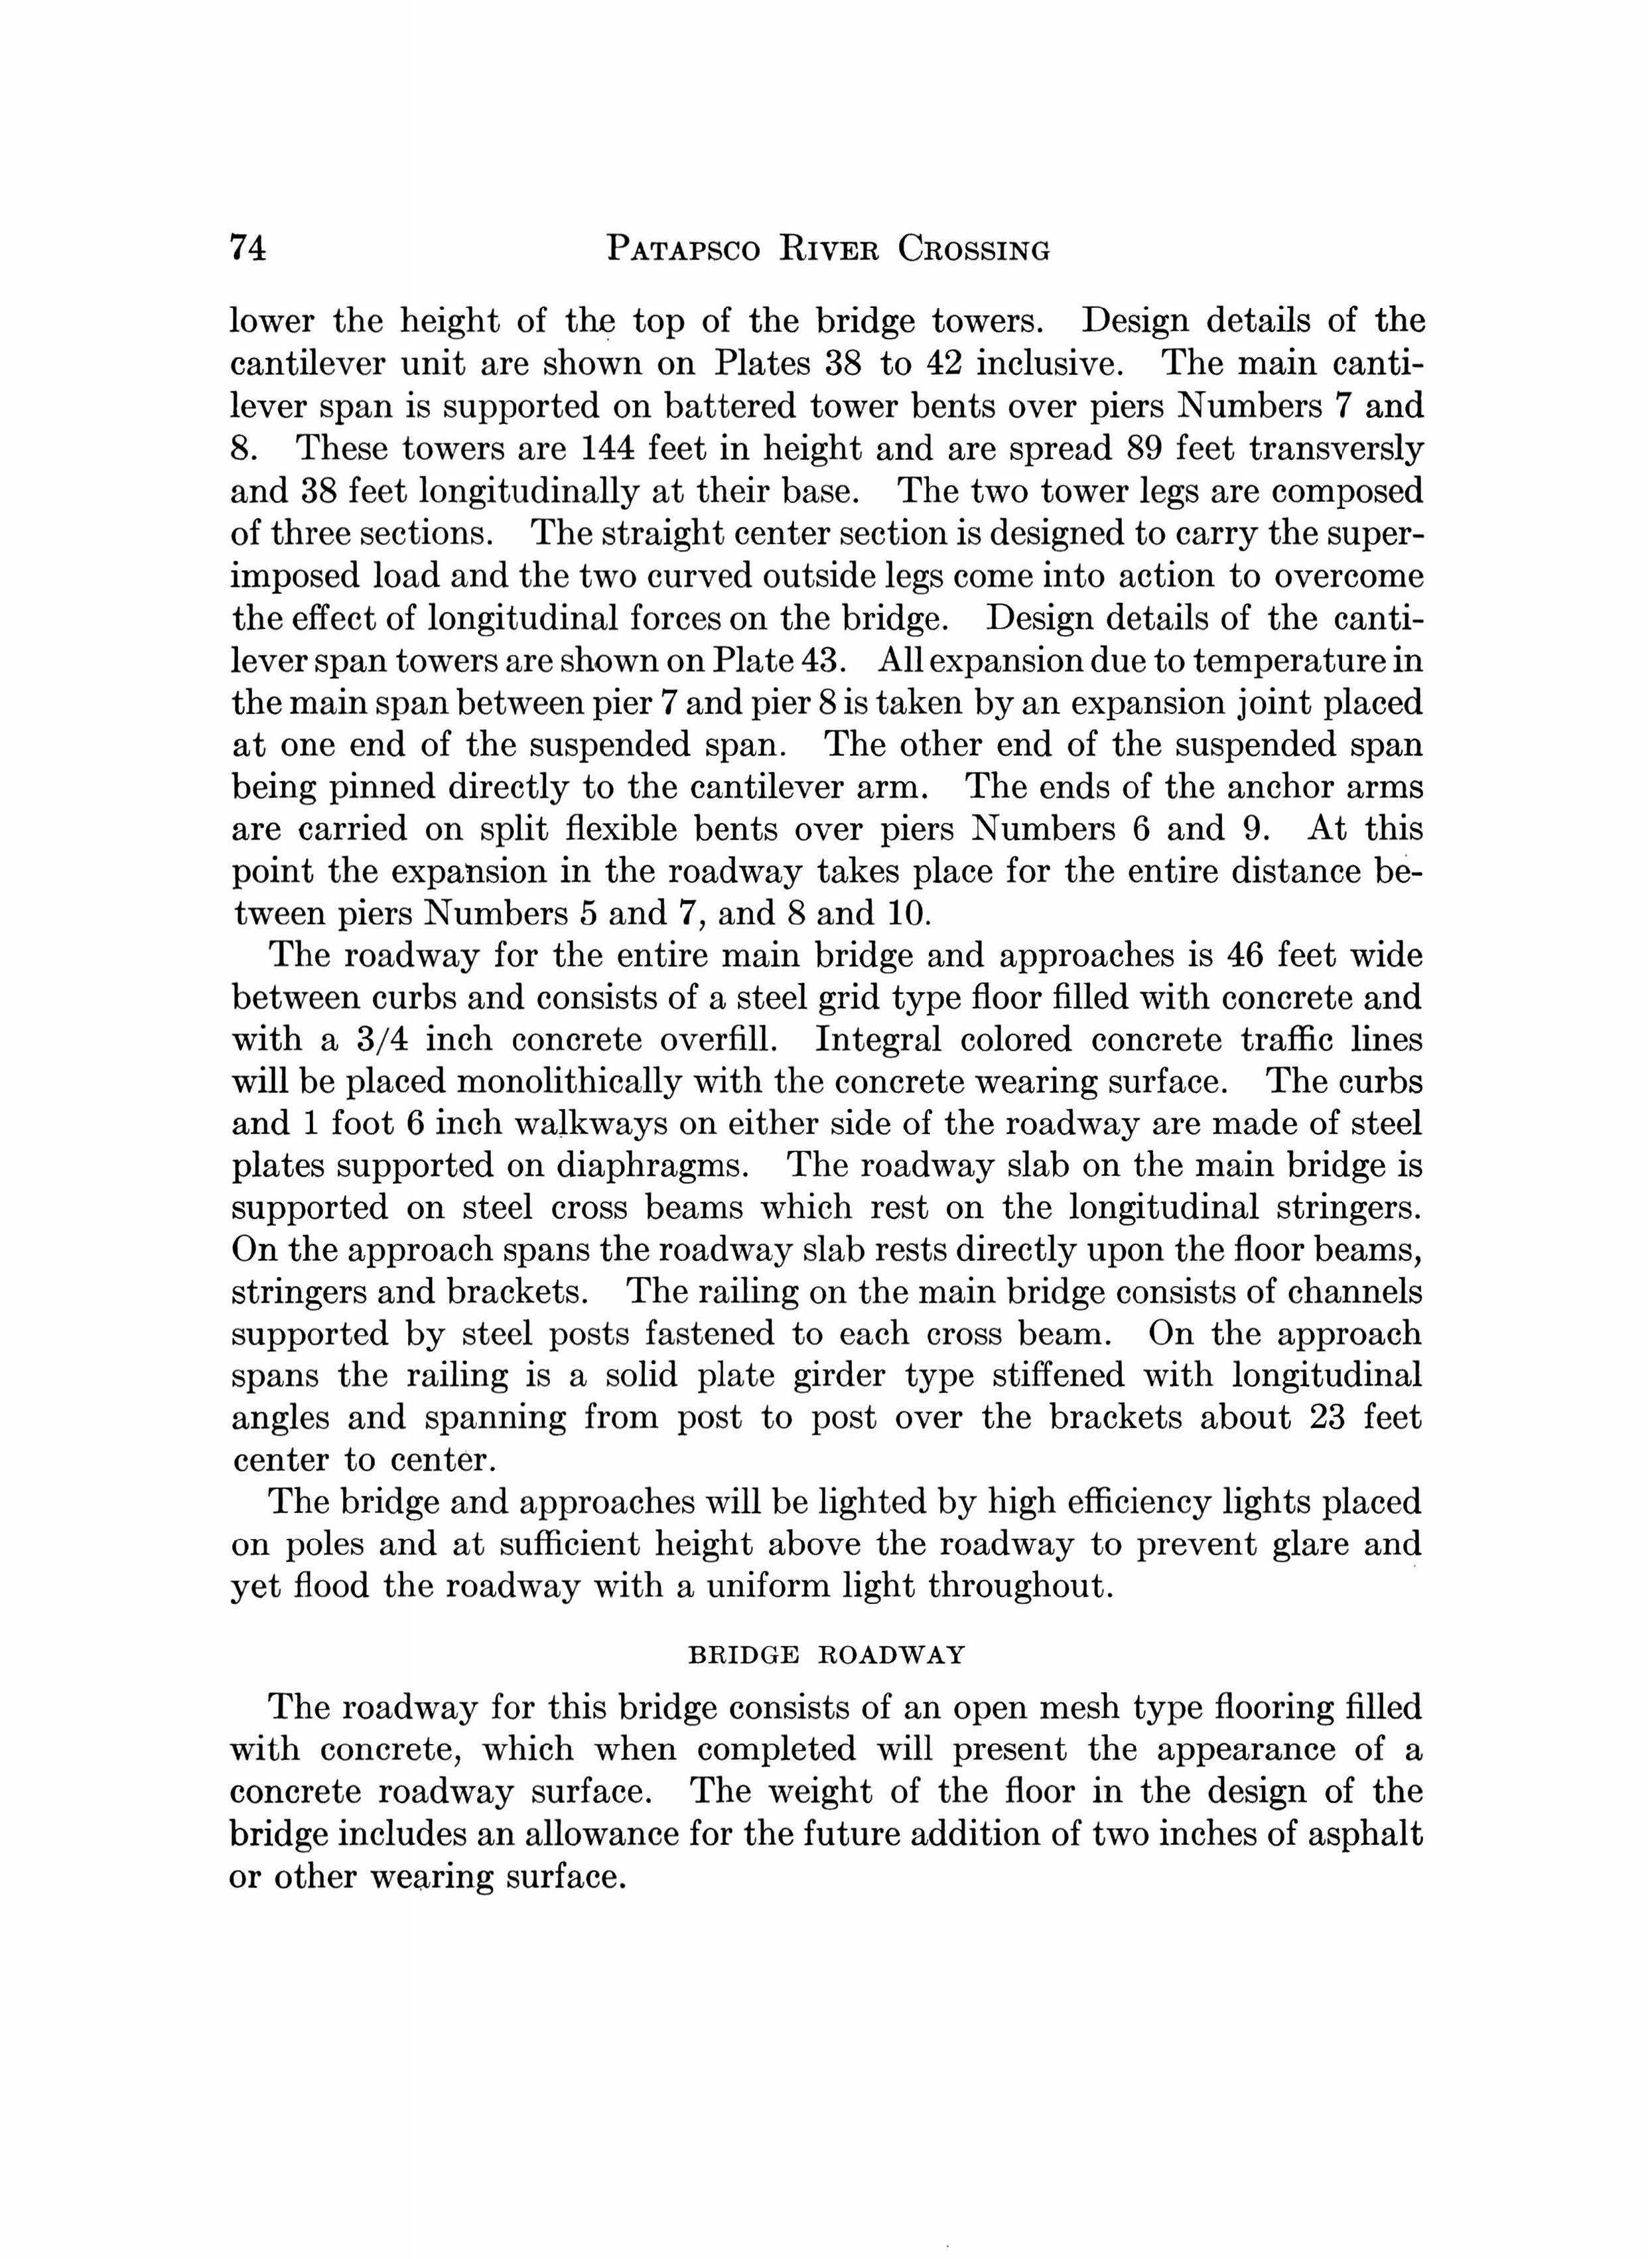 74 PATAPSCO RIVER CROSSING
lower the height of the top of the bridge towers. Design details of the
cantilever unit are shown on Plates 38 to 42 inclusive. The main canti-
lever span is supported on battered tower bents over piers Numbers 7 and
8. These towers are 144 feet in height and are spread 89 feet transversly
and 38 feet longitudinally at their base. The two tower legs are composed
of three sections. The straight center section is designed to carry the super-
imposed load and the two curved outside legs come into action to overcome
the effect of longitudinal forces on the bridge. Design details of the canti-
lever span towers are shown on Plate 43. All expansion due to temperature in
the main span between pier 7 and pier 8 is taken by an expansion joint placed
at one end of the suspended span. The other end of the suspended span
being pinned directly to the cantilever arm. The ends of the anchor arms
are carried on split flexible bents over piers Numbers 6 and 9. At this
point the expansion in the roadway takes place for the entire distance be-
tween piers Numbers 5 and 7, and 8 and 10.
The roadway for the entire main bridge and approaches is 46 feet wide
between curbs and consists of a steel grid type floor filled with concrete and
with a 3/4 inch concrete overfill. Integral colored concrete traffic lines
will be placed monolithically with the concrete wearing surface. The curbs
and 1 foot 6 inch walkways on either side of the roadway are made of steel
plates supported on diaphragms. The roadway slab on the main bridge is
supported on steel cross beams which rest on the longitudinal stringers.
On the approach spans the roadway slab rests directly upon the floor beams,
stringers and brackets. The railing on the main bridge consists of channels
supported by steel posts fastened to each cross beam. On the approach
spans the railing is a solid plate girder type stiffened with longitudinal
angles and spanning from post to post over the brackets about 23 feet
center to center.
The bridge and approaches will be lighted by high efficiency lights placed
on poles and at sufficient height above the roadway to prevent glare and
yet flood the roadway with a uniform light throughout.
BRIDGE ROADWAY
The roadway for this bridge consists of an open mesh type flooring filled
with concrete, which when completed will present the appearance of a
concrete roadway surface. The weight of the floor in the design of the
bridge includes an allowance for the future addition of two inches of asphalt
or other wearing surface.